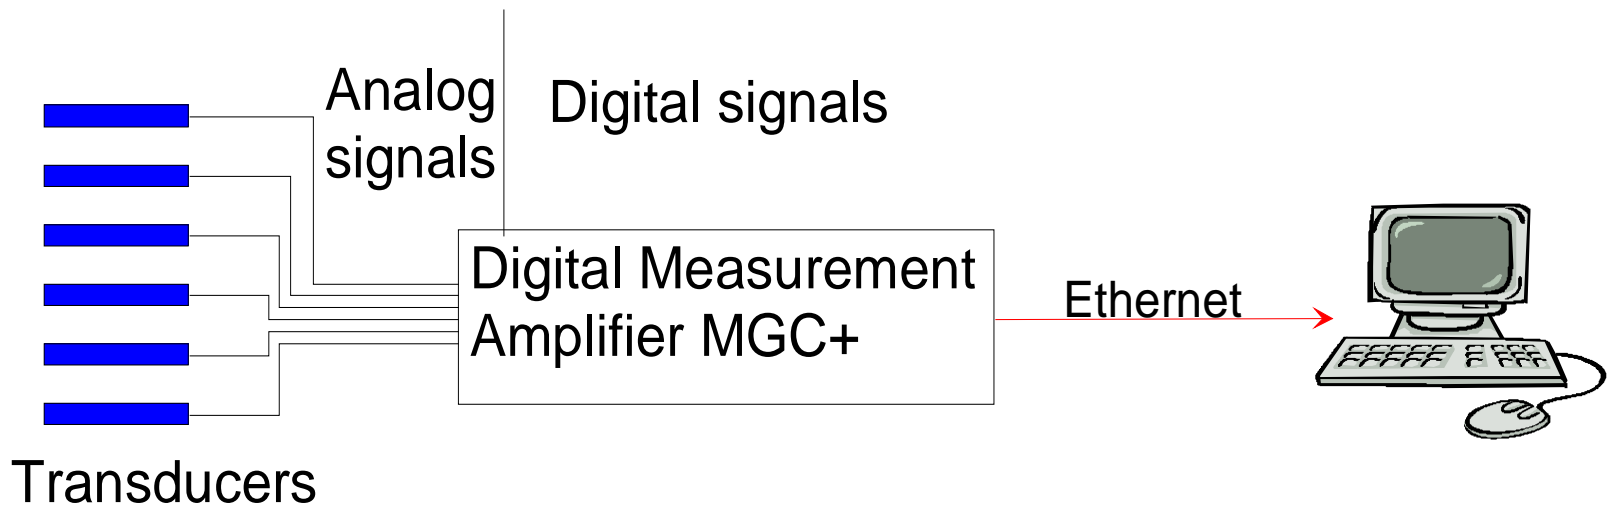 Analog
signals
Digital signals
Digital Measurement
Amplifier MGC+
Ethernet
Transducers